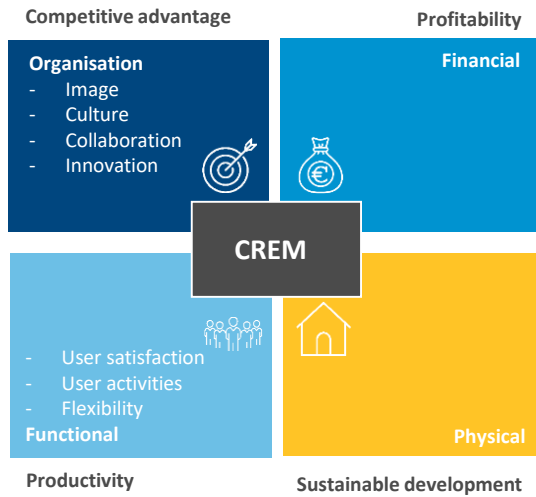 Competitive advantage
Profitability
Organisation
- Image
- Culture
- Collaboration
- Innovation
Financial
€
CREM
- User satisfaction
- User activities
- Flexibility
Functional
Physical
Productivity
Sustainable development